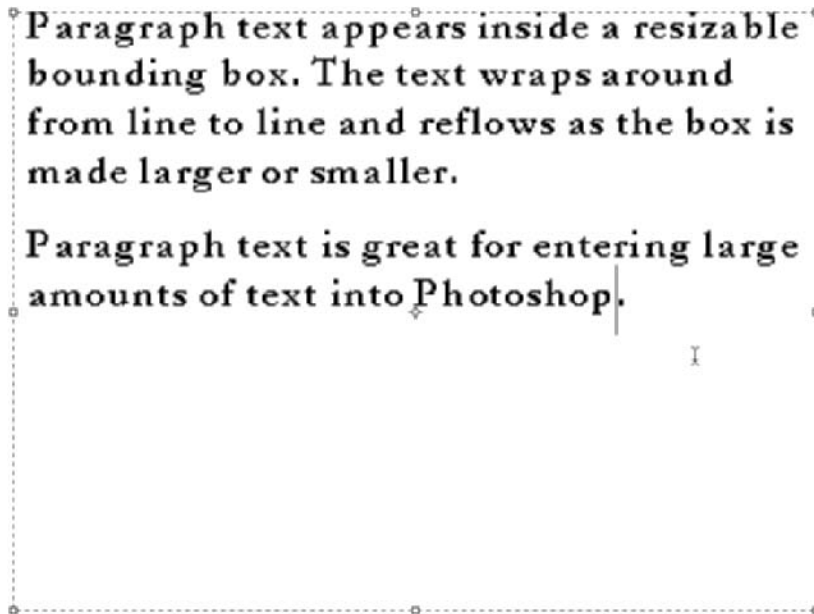 Paragraph text appears inside a resizable
bounding box. The text wraps around
from line to line and reflows as the box is
made larger or smaller.
Paragraph text is great for entering large
amounts of text into Photoshop.